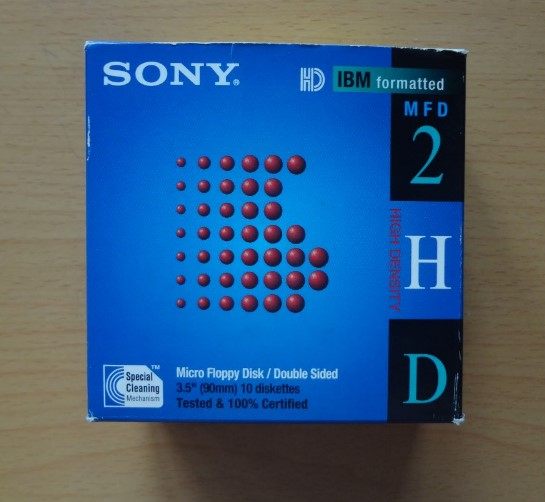 SONY®
HD IBM formatted
MFD
2
HIGH DENSITY
H
D
Special
Cleaning
Mechanism
TM
Micro Floppy Disk / Double Sided
3.5" (90mm) 10 diskettes
Tested & 100% Certified